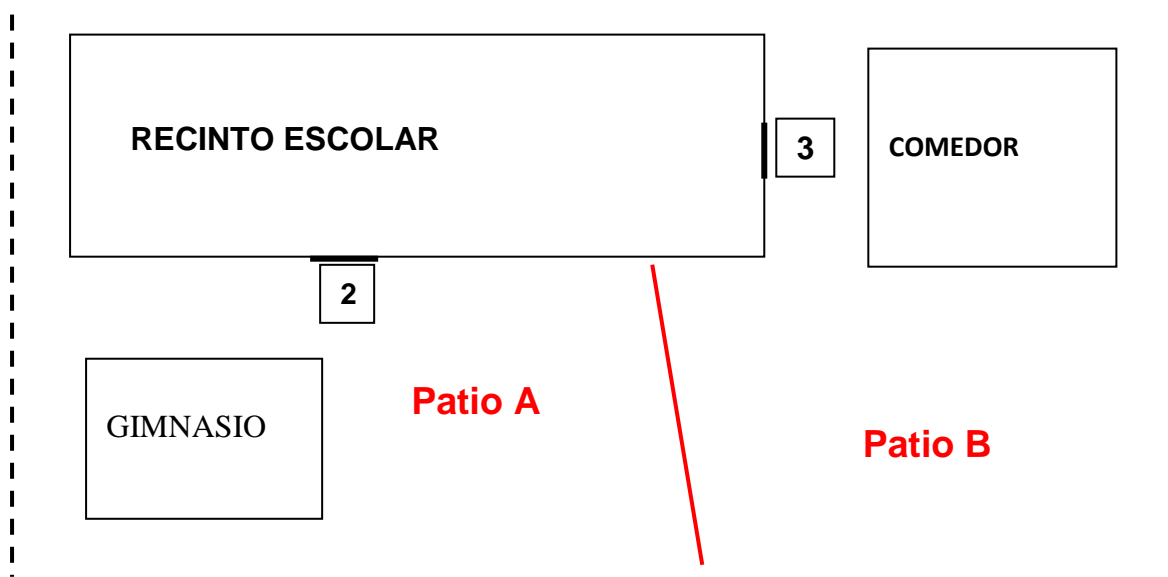 RECINTO ESCOLAR
3
COMEDOR
2
Patio A
GIMNASIO
Patio B